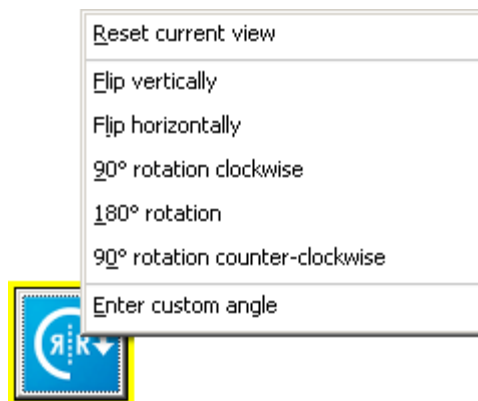 Reset current view
Flip vertically
Flip horizontally
90° rotation clockwise
180° rotation
90° rotation counter-clockwise
Enter custom angle
ЯR